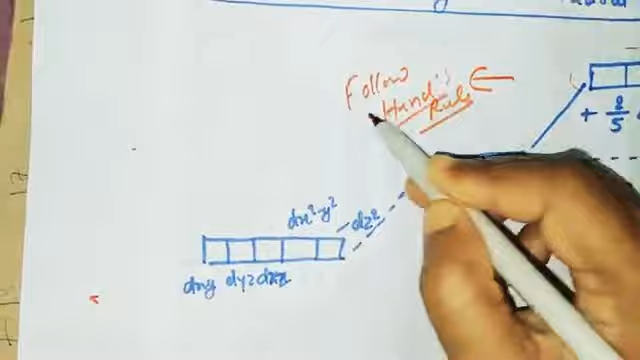 Follow
Hund's
Rule
+ 2/5
dx²-y²
dz²
dxy dyz dxz